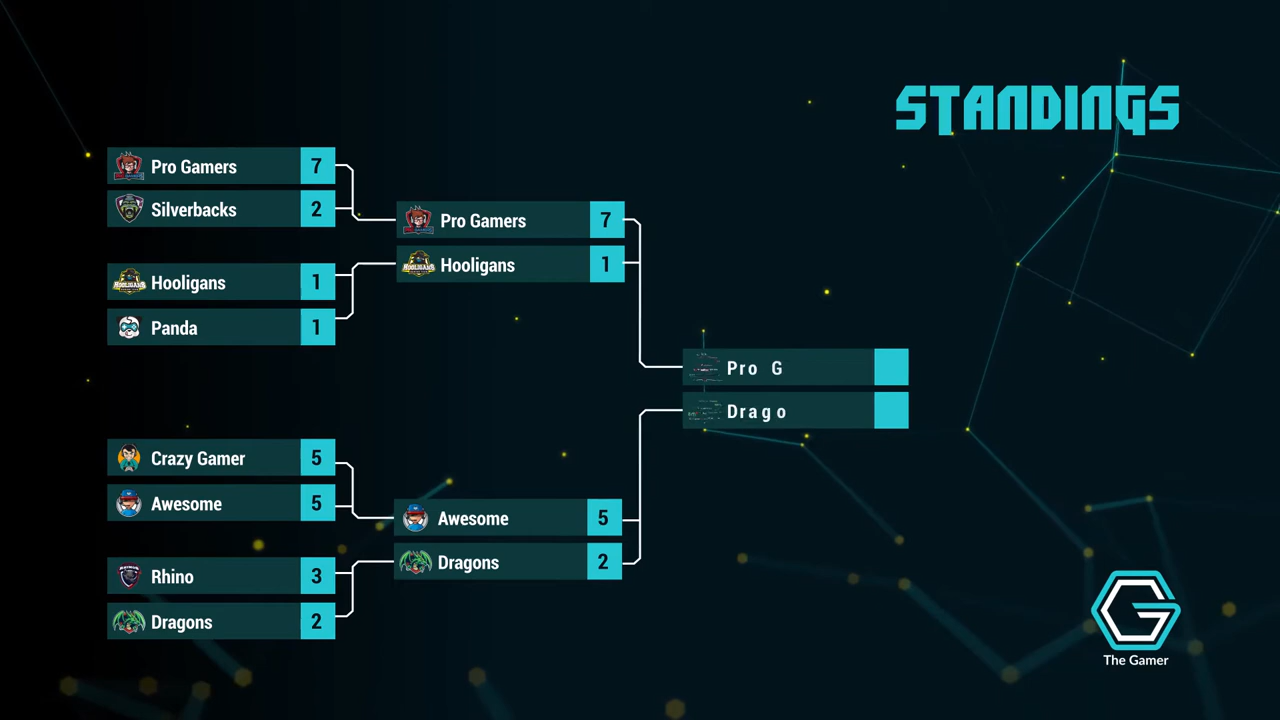 STANDINGS
Pro Gamers 7
Silverbacks 2
Hooligans 1
Panda 1
Crazy Gamer 5
Awesome 5
Rhino 3
Dragons 2
Pro Gamers 7
Hooligans 1
Awesome 5
Dragons 2
Pro G
Drago
The Gamer